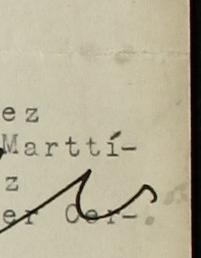 ez
Marttí-
z
er Cer-.